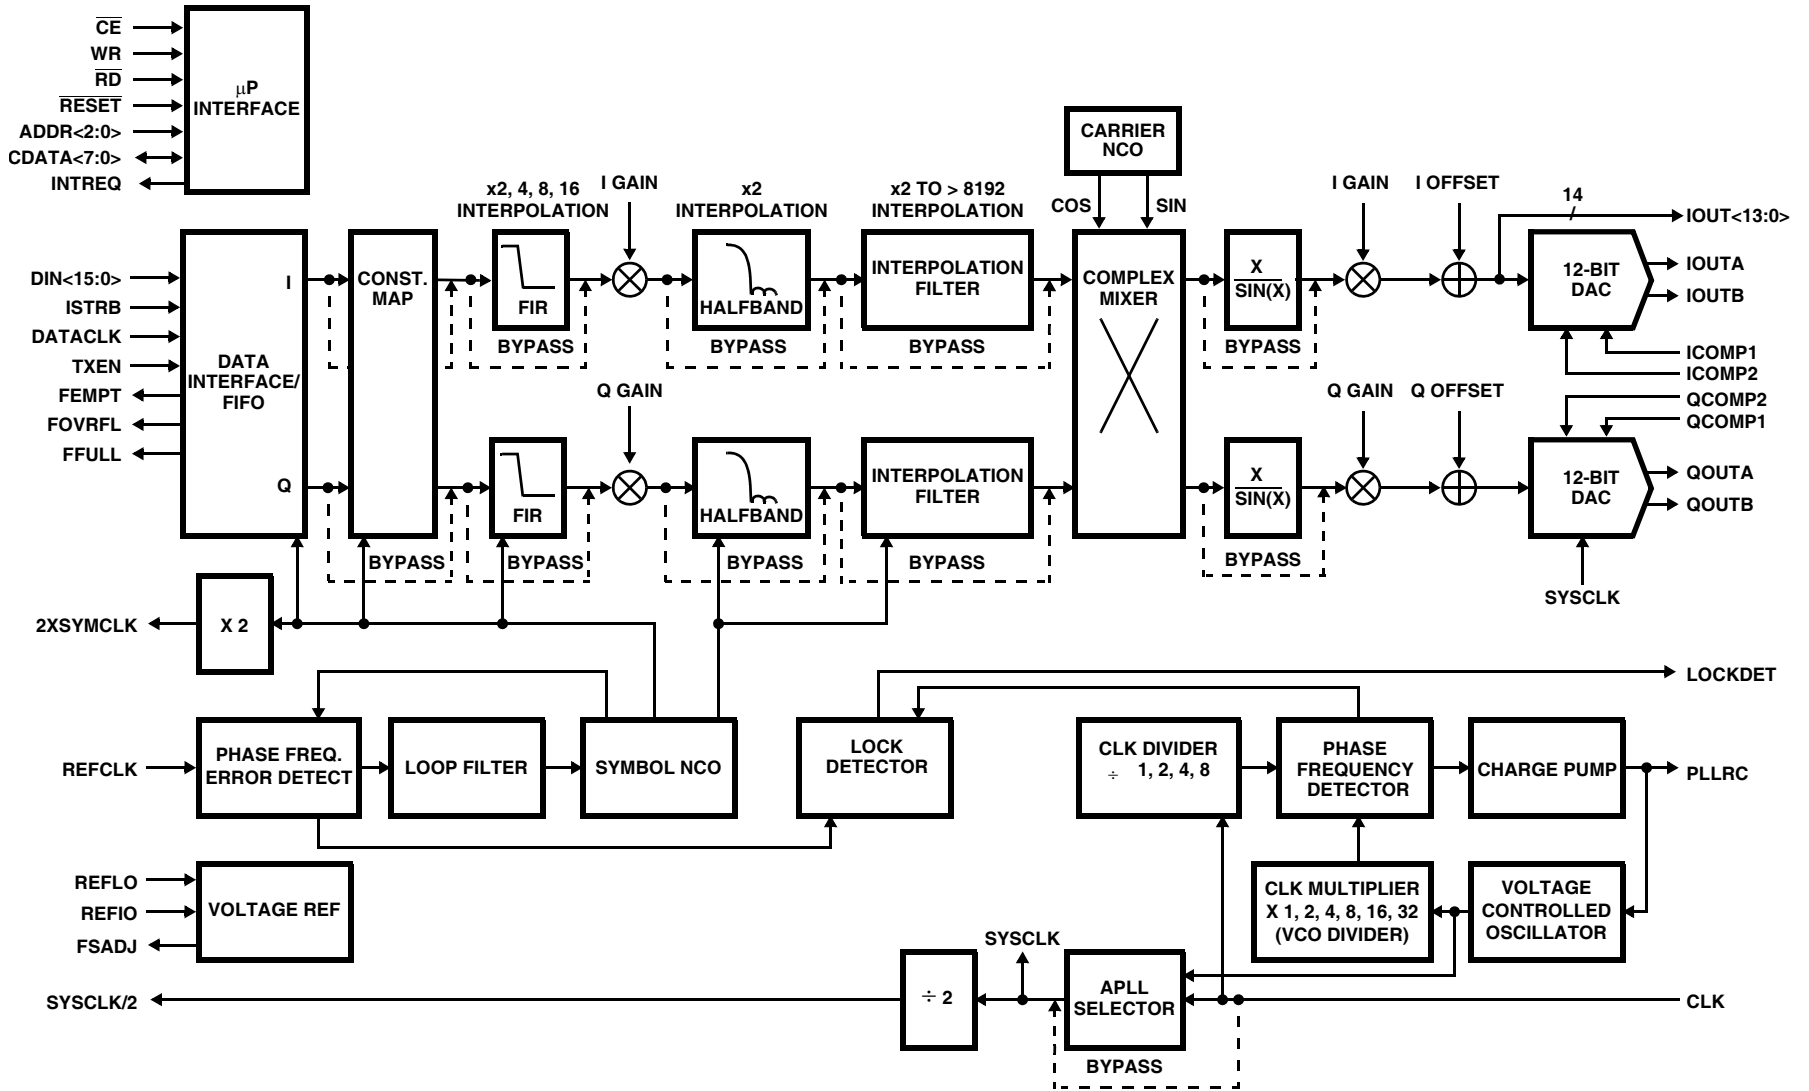 CE
WR
RD
RESET
ADDR<2:0>
CDATA<7:0>
INTREQ
μP
INTERFACE
CARRIER
NCO
COS
SIN
x2, 4, 8, 16
INTERPOLATION
I GAIN
x2
INTERPOLATION
x2 TO > 8192
INTERPOLATION
I GAIN
I OFFSET
14
IOUT<13:0>
DIN<15:0>
ISTRB
DATACLK
TXEN
FEMPT
FOVRFL
FFULL
I
DATA
INTERFACE/
FIFO
Q
CONST.
MAP
FIR
BYPASS
HALFBAND
BYPASS
INTERPOLATION
FILTER
BYPASS
COMPLEX
MIXER
X
SIN(X)
BYPASS
12-BIT
DAC
IOUTA
IOUTB
ICOMP1
ICOMP2
QCOMP2
QCOMP1
Q GAIN
Q GAIN
Q OFFSET
BYPASS
FIR
BYPASS
HALFBAND
BYPASS
INTERPOLATION
FILTER
BYPASS
X
SIN(X)
BYPASS
12-BIT
DAC
QOUTA
QOUTB
SYSCLK
2XSYMCLK
X 2
LOCKDET
REFCLK
PHASE FREQ.
ERROR DETECT
LOOP FILTER
SYMBOL NCO
LOCK
DETECTOR
CLK DIVIDER
÷ 1, 2, 4, 8
PHASE
FREQUENCY
DETECTOR
CHARGE PUMP
PLLRC
REFLO
REFIO
FSADJ
VOLTAGE REF
CLK MULTIPLIER
X 1, 2, 4, 8, 16, 32
(VCO DIVIDER)
VOLTAGE
CONTROLLED
OSCILLATOR
SYSCLK
SYSCLK/2
÷ 2
APLL
SELECTOR
BYPASS
CLK